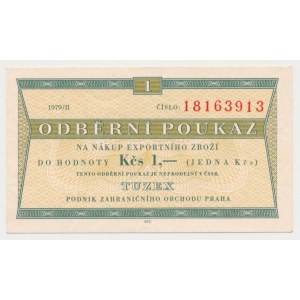 1
1979/II ČÍSLO: 18163913
ODBĚRNÍ POUKAZ
NA NÁKUP EXPORTNÍHO ZBOŽÍ
DO HODNOTY Kčs 1,— (JEDNA Kčs)
TENTO ODBĚRNÍ POUKAZ JE NEPRODEJNÝ V ČSSR
TUZEX
PODNIK ZAHRANIČNÍHO OBCHODU PRAHA